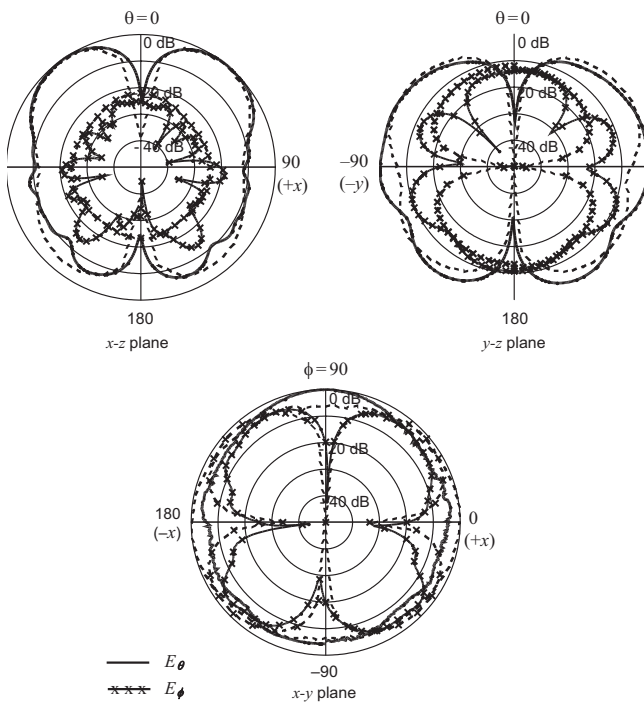 θ=0
θ=0
0 dB
0 dB
20 dB
20 dB
-40 dB
-40 dB
90
(+x)
–90
(–y)
180
180
x-z plane
y-z plane
ϕ=90
0 dB
20 dB
40 dB
180
(–x)
0
(+x)
–90
x-y plane
Eθ
Eϕ